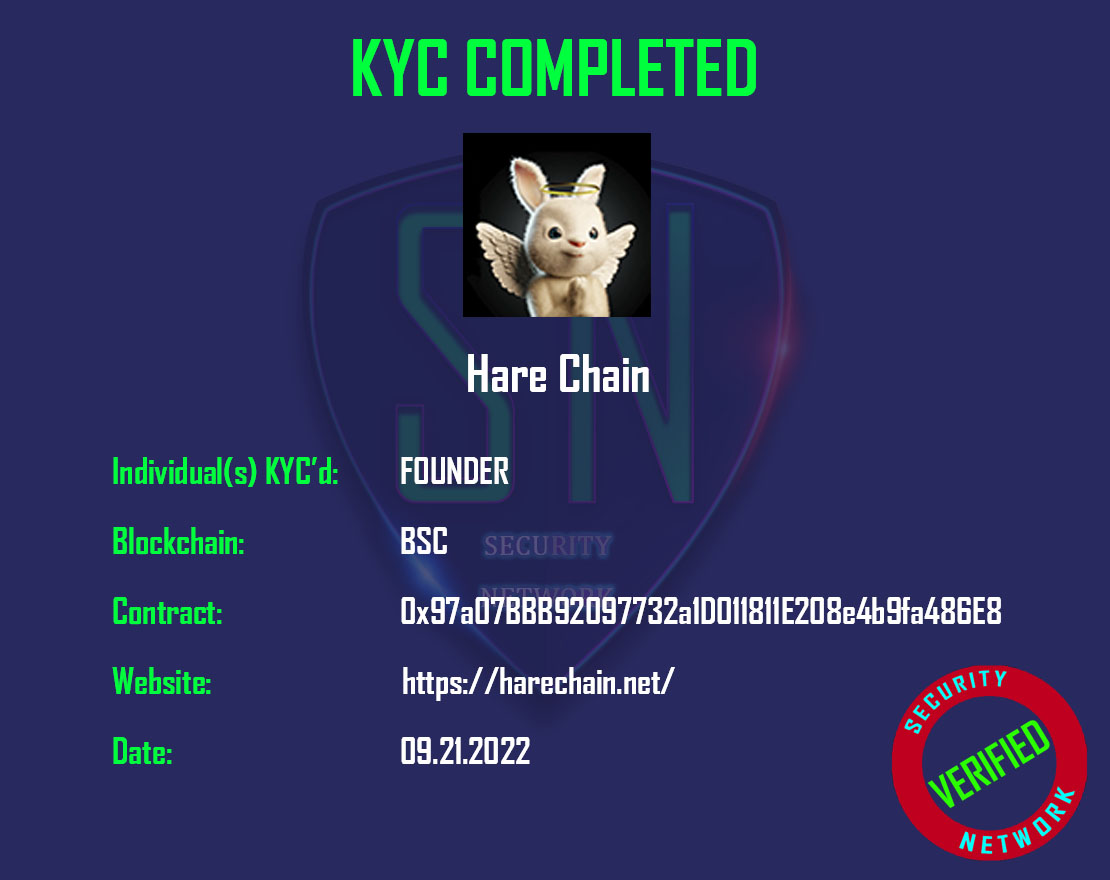 KYC COMPLETED
Hare Chain
Individual(s) KYC'd: FOUNDER
Blockchain: BSC
SECURITY
NETWORK
Contract: 0x97a07BBB92097732a1D011811E208e4b9fa486E8
Website: https://harechain.net/
Date: 09.21.2022
SECURITY
VERIFIED
NETWORK
SN